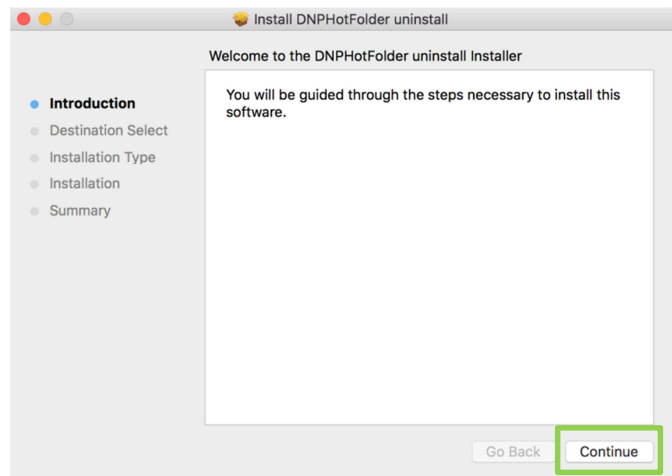 Install DNPHotFolder uninstall
Welcome to the DNPHotFolder uninstall Installer
Introduction
Destination Select
Installation Type
Installation
Summary
You will be guided through the steps necessary to install this
software.
Go Back
Continue